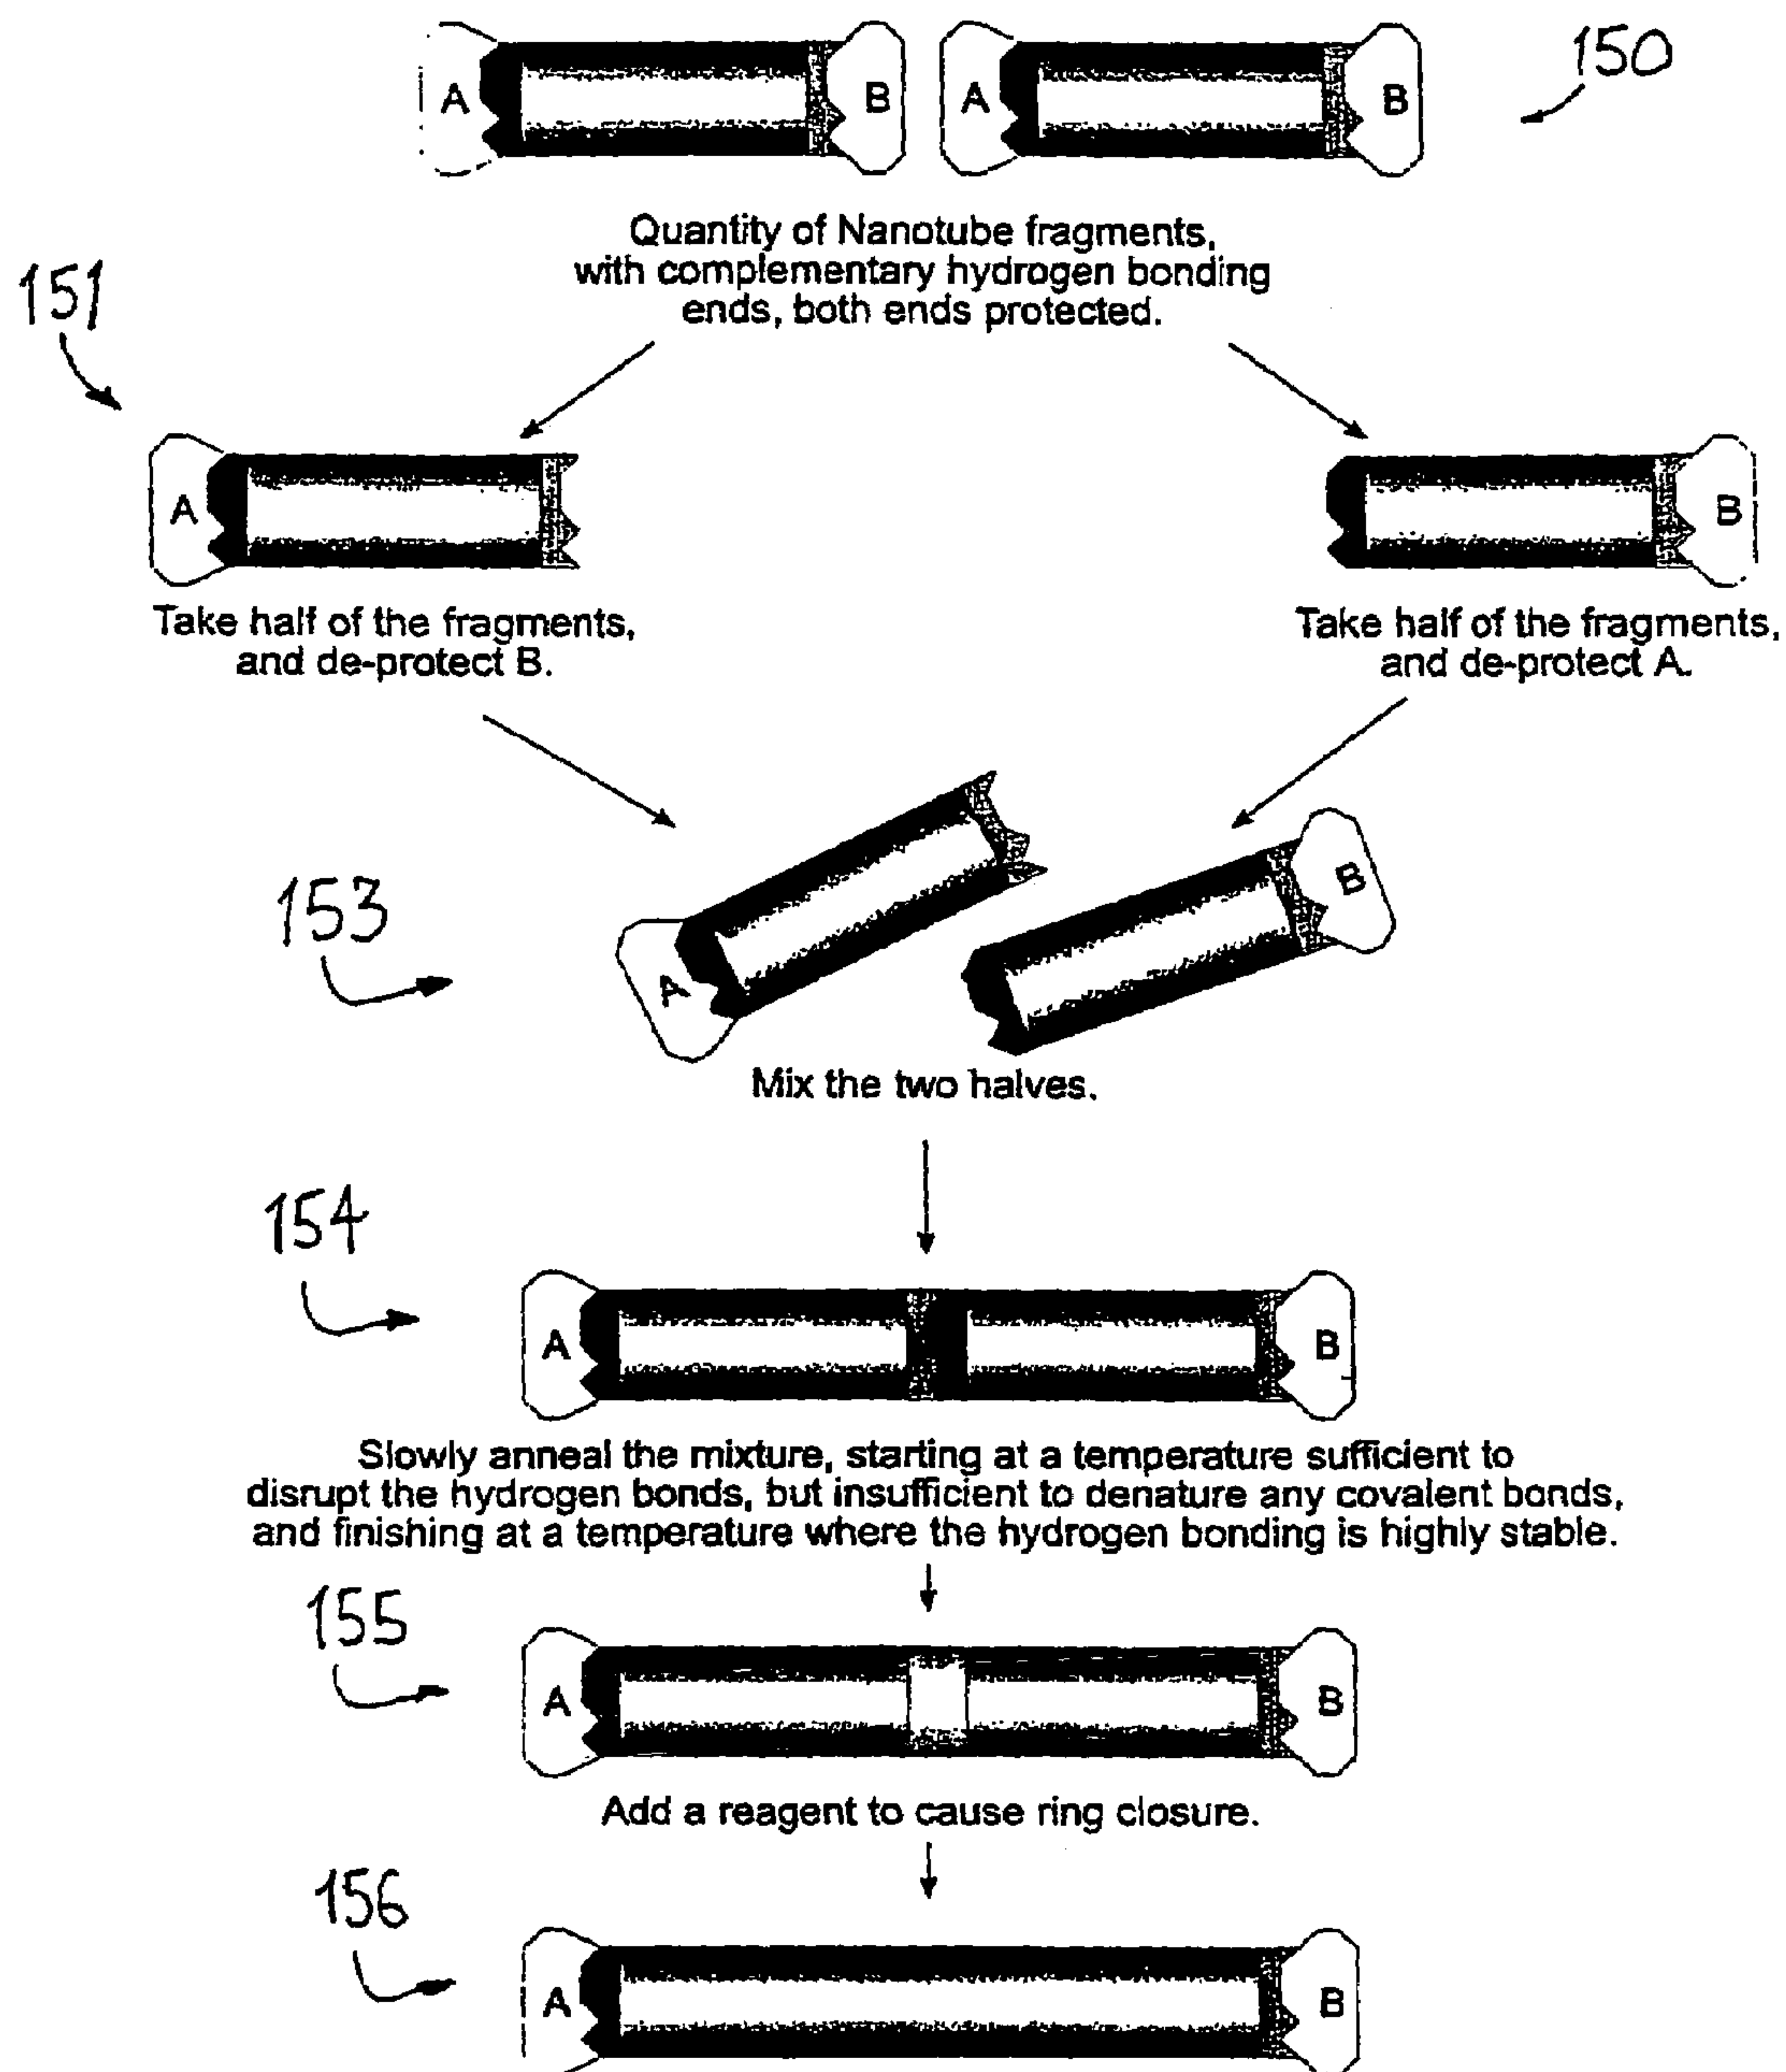 A B A B 150
Quantity of Nanotube fragments,
with complementary hydrogen bonding
ends, both ends protected.
151
A B
Take half of the fragments,
and de-protect B.
Take half of the fragments,
and de-protect A.
153
A B
Mix the two halves.
154
A B
Slowly anneal the mixture, starting at a temperature sufficient to
disrupt the hydrogen bonds, but insufficient to denature any covalent bonds,
and finishing at a temperature where the hydrogen bonding is highly stable.
155
A B
Add a reagent to cause ring closure.
156
A B